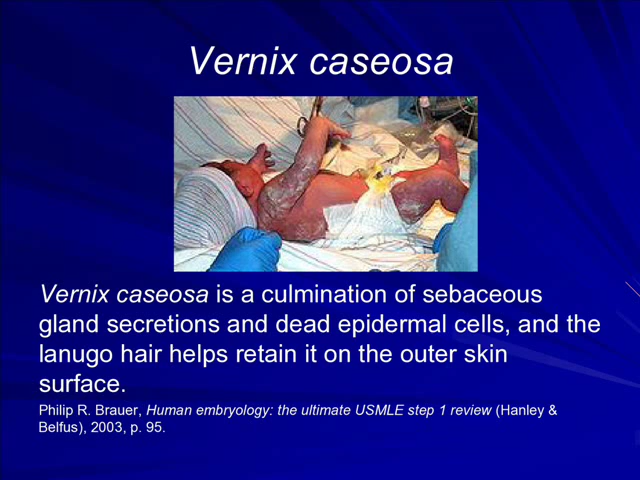 Vernix caseosa
Vernix caseosa is a culmination of sebaceous
gland secretions and dead epidermal cells, and the
lanugo hair helps retain it on the outer skin
surface.
Philip R. Brauer, Human embryology: the ultimate USMLE step 1 review (Hanley &
Belfus), 2003, p. 95.